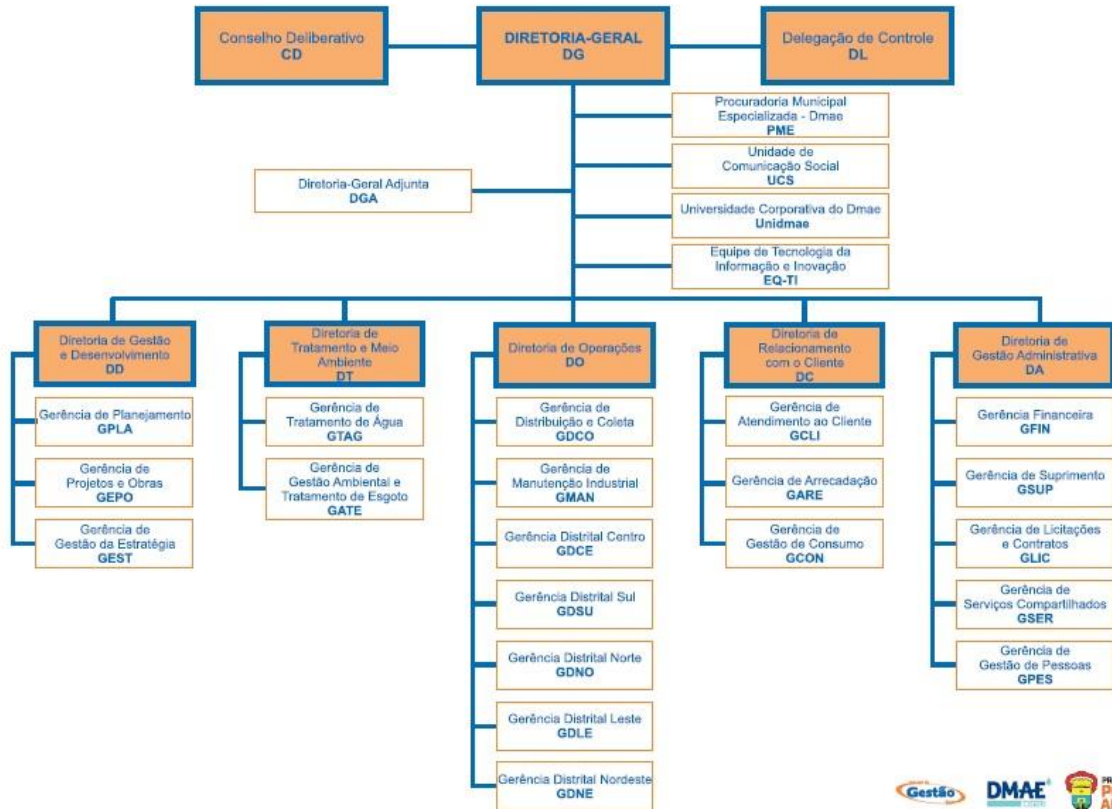 Conselho Deliberativo
CD
DIRETORIA-GERAL
DG
Delegação de Controle
DL
Procuradoria Municipal
Especializada - Dmae
PME
Unidade de
Comunicação Social
UCS
Diretoria-Geral Adjunta
DGA
Universidade Corporativa do Dmae
Unidmae
Equipe de Tecnologia da
Informação e Inovação
EQ-TI
Diretoria de Gestão
e Desenvolvimento
DD
Gerência de Planejamento
GPLA
Gerência de
Projetos e Obras
GEPO
Gerência de
Gestão da Estratégia
GEST
Diretoria de
Tratamento e Meio
Ambiente
DT
Gerência de
Tratamento de Água
GTAG
Gerência de
Gestão Ambiental e
Tratamento de Esgoto
GATE
Diretoria de Operações
DO
Gerência de
Distribuição e Coleta
GDCO
Gerência de
Manutenção Industrial
GMAN
Gerência Distrital Centro
GDCE
Gerência Distrital Sul
GDSU
Gerência Distrital Norte
GDNO
Gerência Distrital Leste
GDLE
Gerência Distrital Nordeste
GDNE
Diretoria de
Relacionamento
com o Cliente
DC
Gerência de
Atendimento ao Cliente
GCLI
Gerência de Arrecadação
GARE
Gerência de
Gestão de Consumo
GCON
Diretoria de
Gestão Administrativa
DA
Gerência Financeira
GFIN
Gerência de Suprimento
GSUP
Gerência de Licitações
e Contratos
GLIC
Gerência de
Serviços Compartilhados
GSER
Gerência de
Gestão de Pessoas
GPES
Gestão
DMAE
PR
P
A